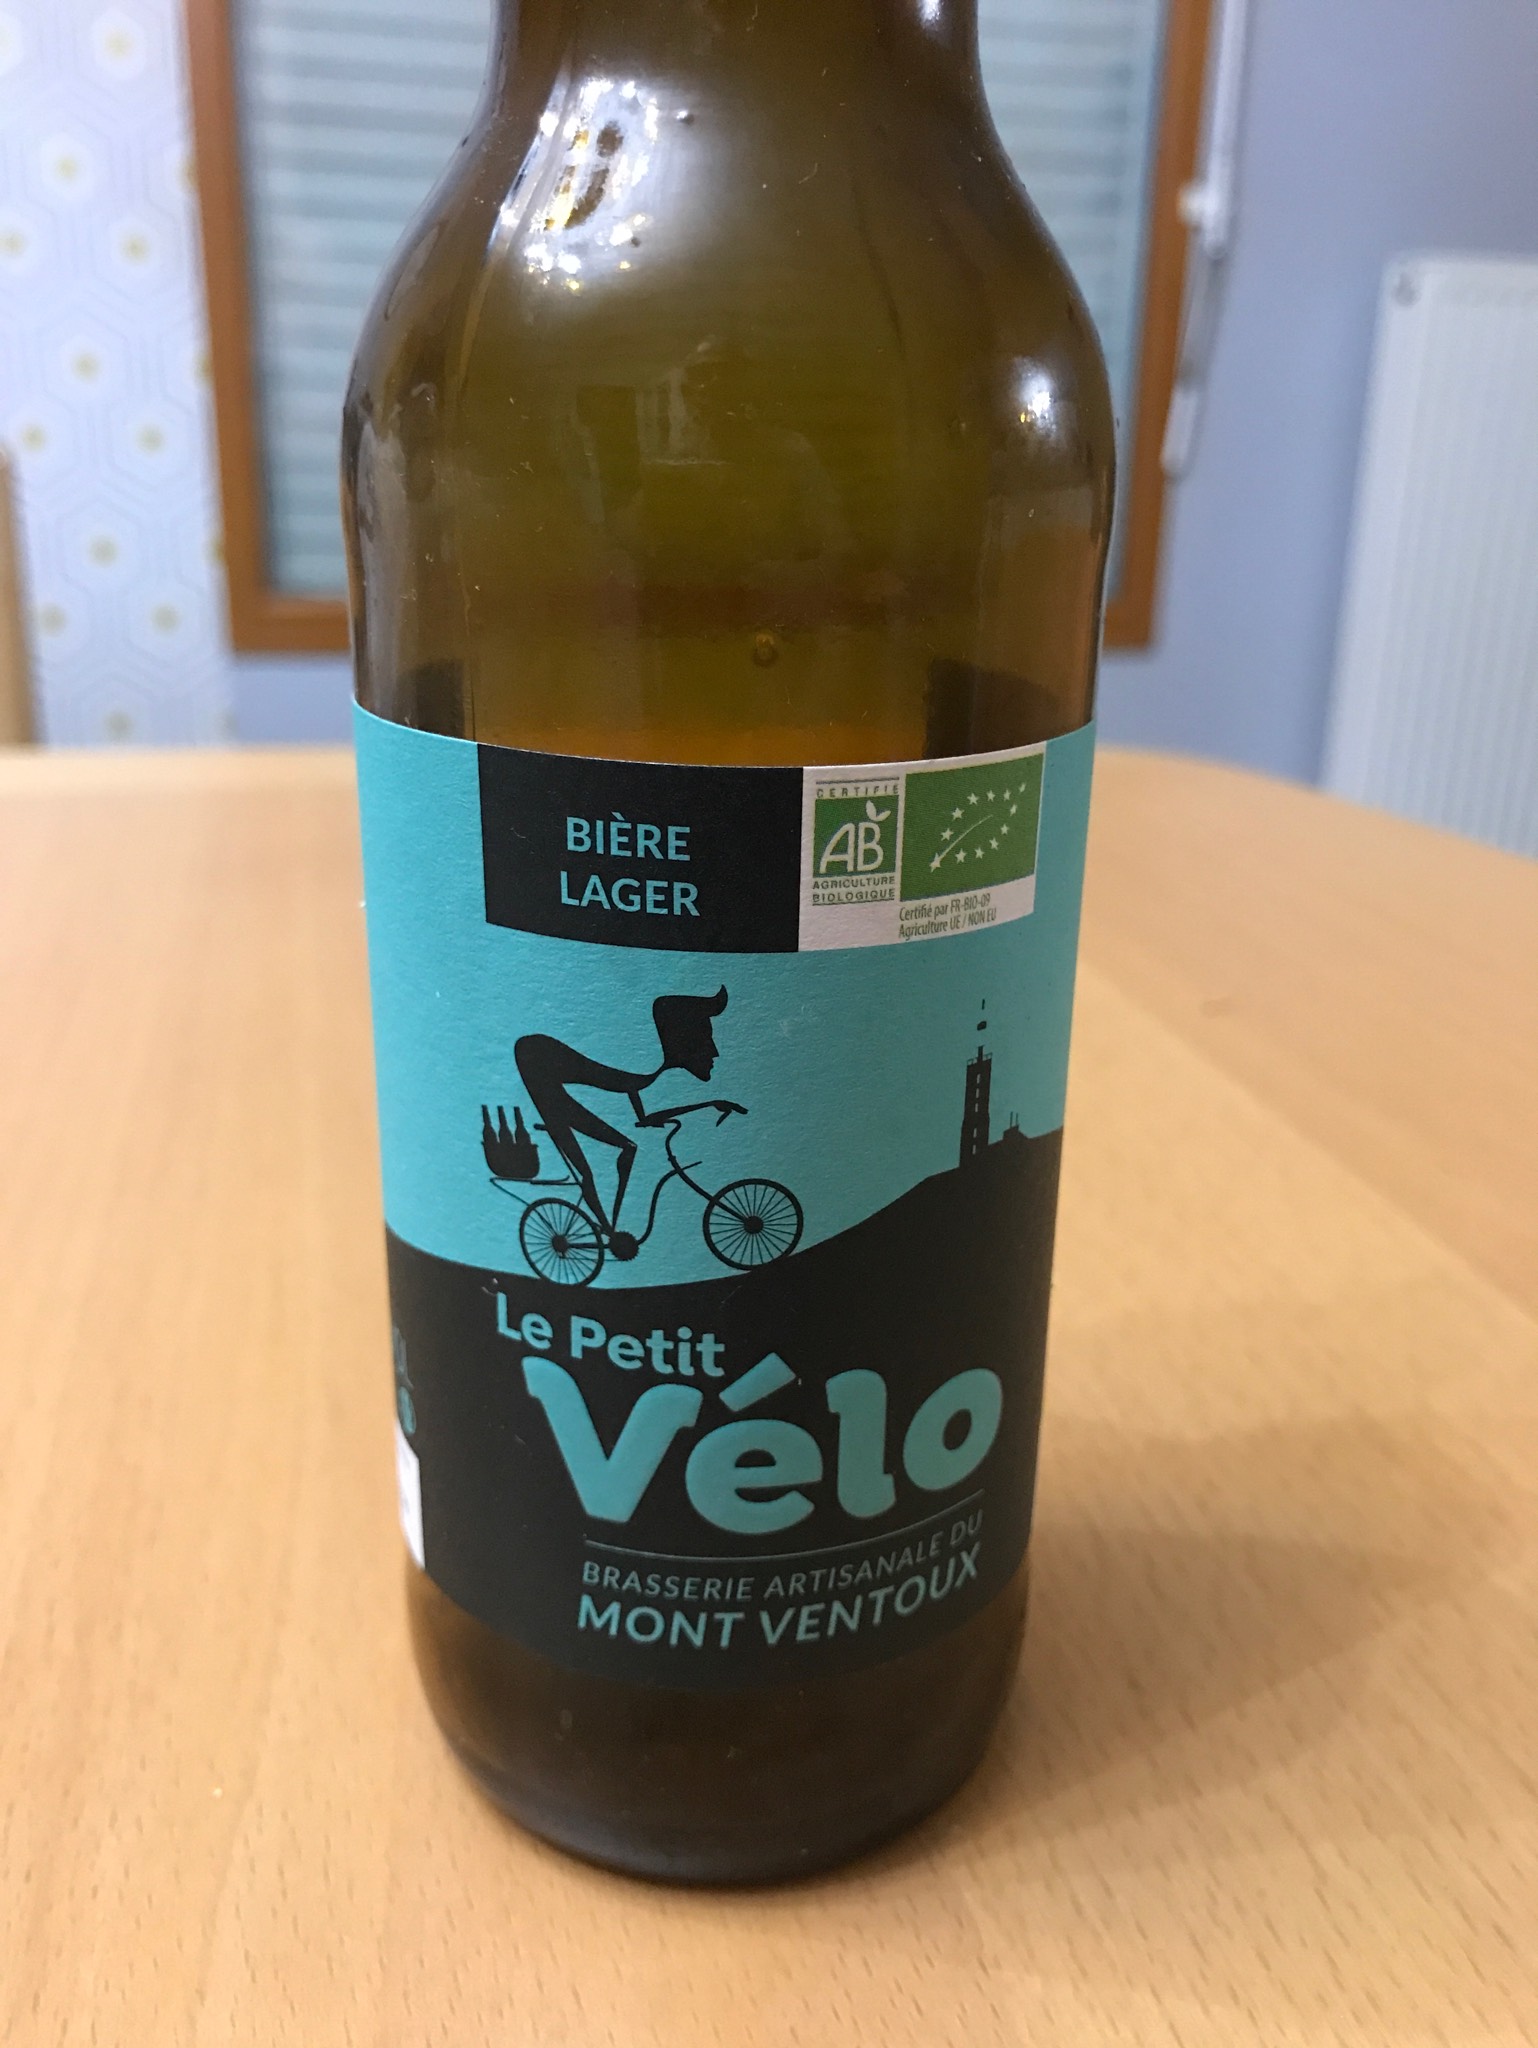 BIÈRE
LAGER
CERTIFIÉ
AB
AGRICULTURE
BIOLOGIQUE
Certifié par FR-BIO-09
Agriculture UE / NON EU
Le Petit
Vélo
BRASSERIE ARTISANALE DU
MONT VENTOUX